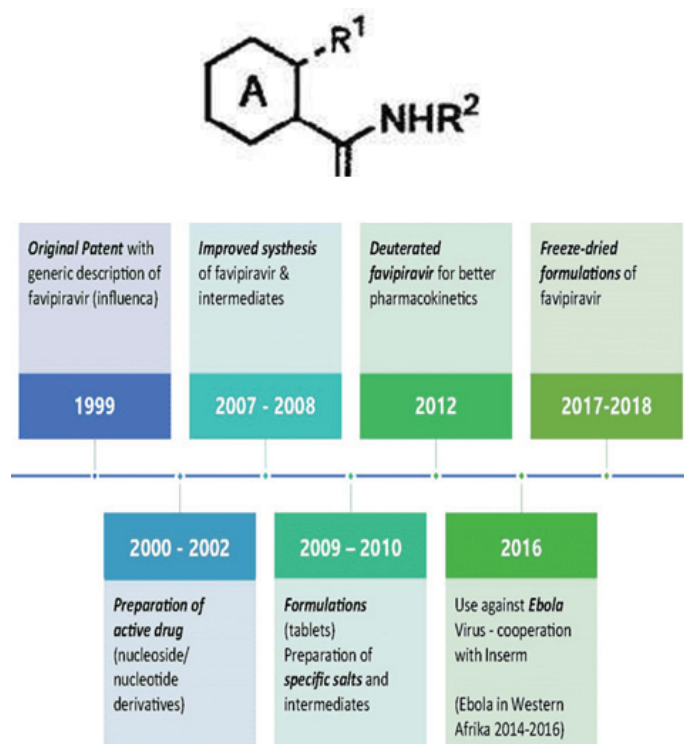 R¹
A
NHR²
Original Patent with
generic description of
favipiravir (influenca)
1999
Improved systhesis
of favipiravir &
intermediates
2007 - 2008
Deuterated
favipiravir for better
pharmacokinetics
2012
Freeze-dried
formulations of
favipiravir
2017-2018
2000 - 2002
Preparation of
active drug
(nucleoside/
nucleotide
derivatives)
2009 – 2010
Formulations
(tablets)
Preparation of
specific salts and
intermediates
2016
Use against Ebola
Virus - cooperation
with Inserm
(Ebola in Western
Afrika 2014-2016)